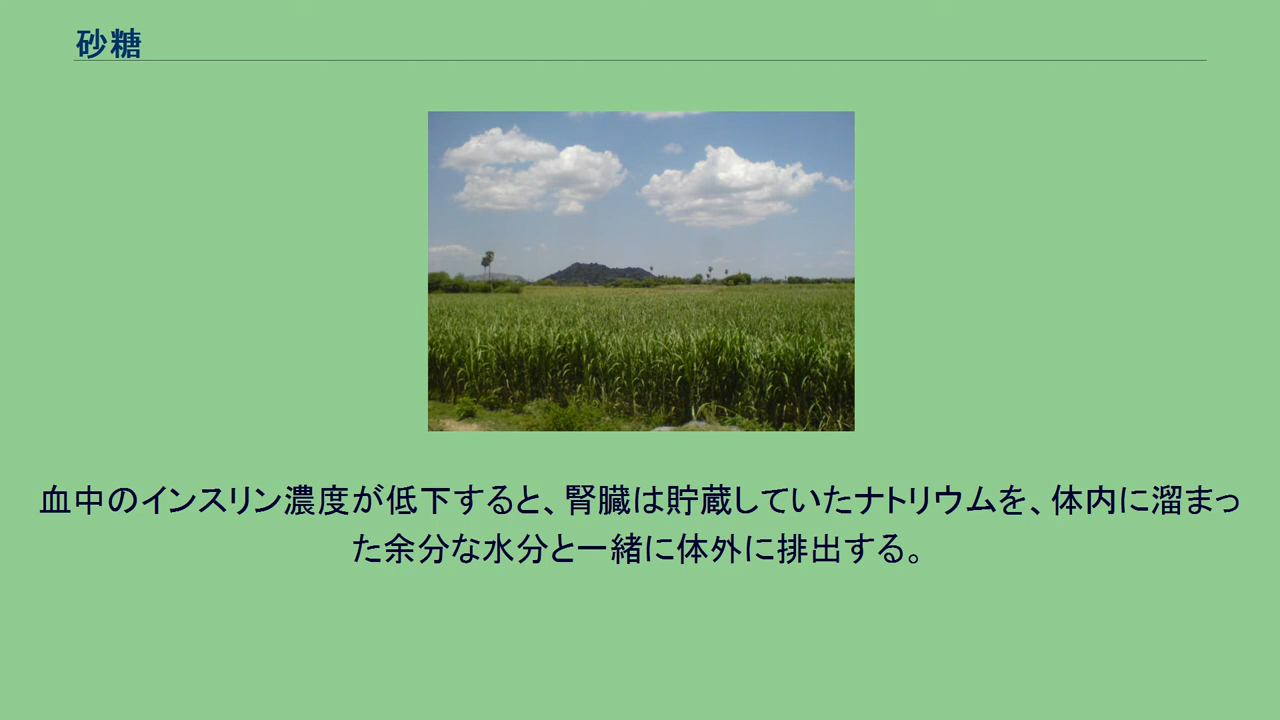 砂糖
血中のインスリン濃度が低下すると、腎臓は貯蔵していたナトリウムを、体内に溜まっ
た余分な水分と一緒に体外に排出する。